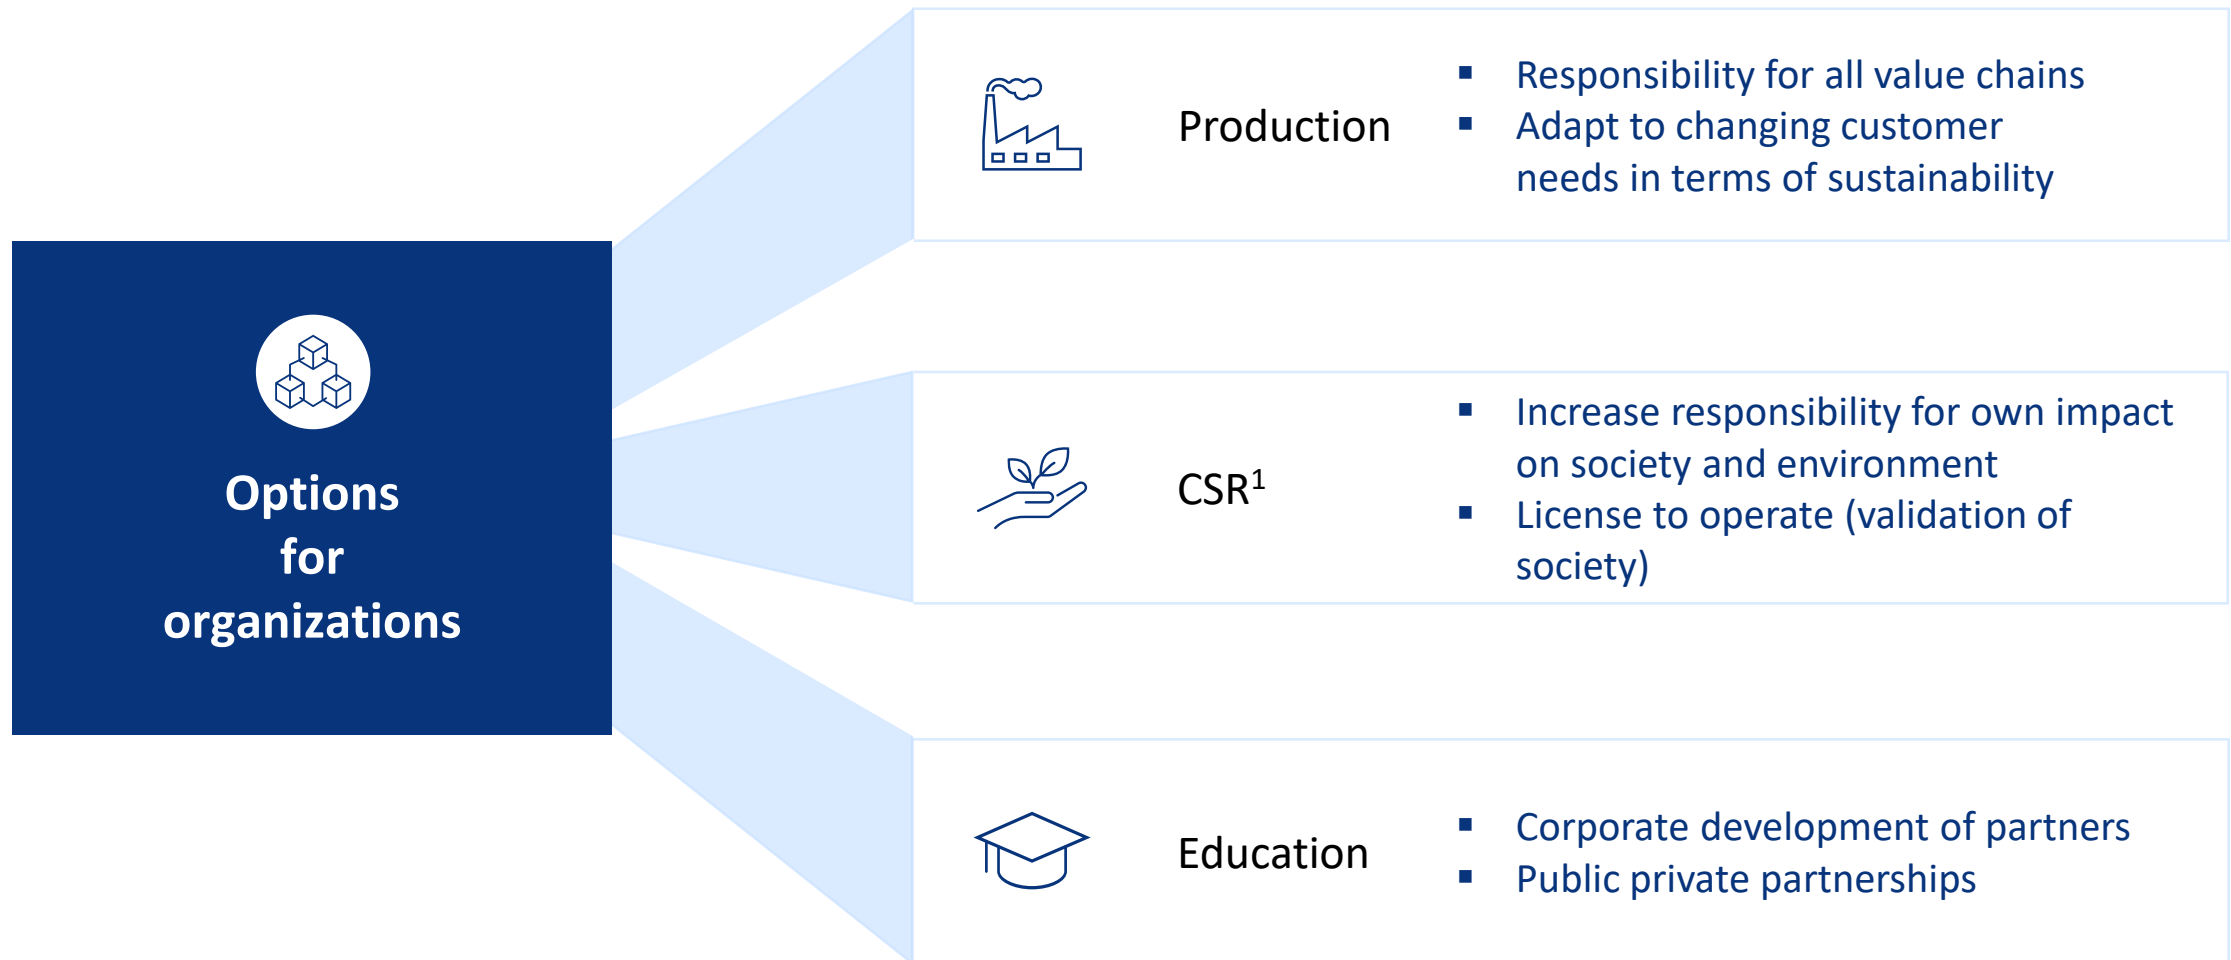 Options
for
organizations
Production
▪ Responsibility for all value chains
▪ Adapt to changing customer
needs in terms of sustainability
CSR¹
▪ Increase responsibility for own impact
on society and environment
▪ License to operate (validation of
society)
Education
▪ Corporate development of partners
▪ Public private partnerships